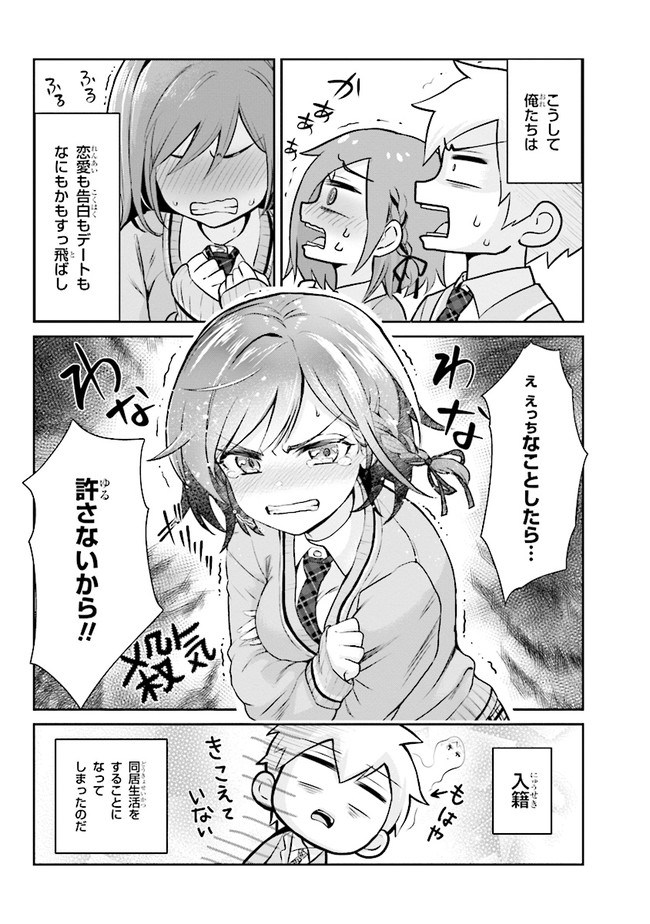 こうして
俺たちは
かぁぁぁ
ふる
ふる
恋愛も告白もデートも
なにもかもすっ飛ばし
え えっちなことしたら…
わな
わな
許さないから!!
殺気
入籍
もはや
きこえて
いない
同居生活を
することに
なって
しまったのだ